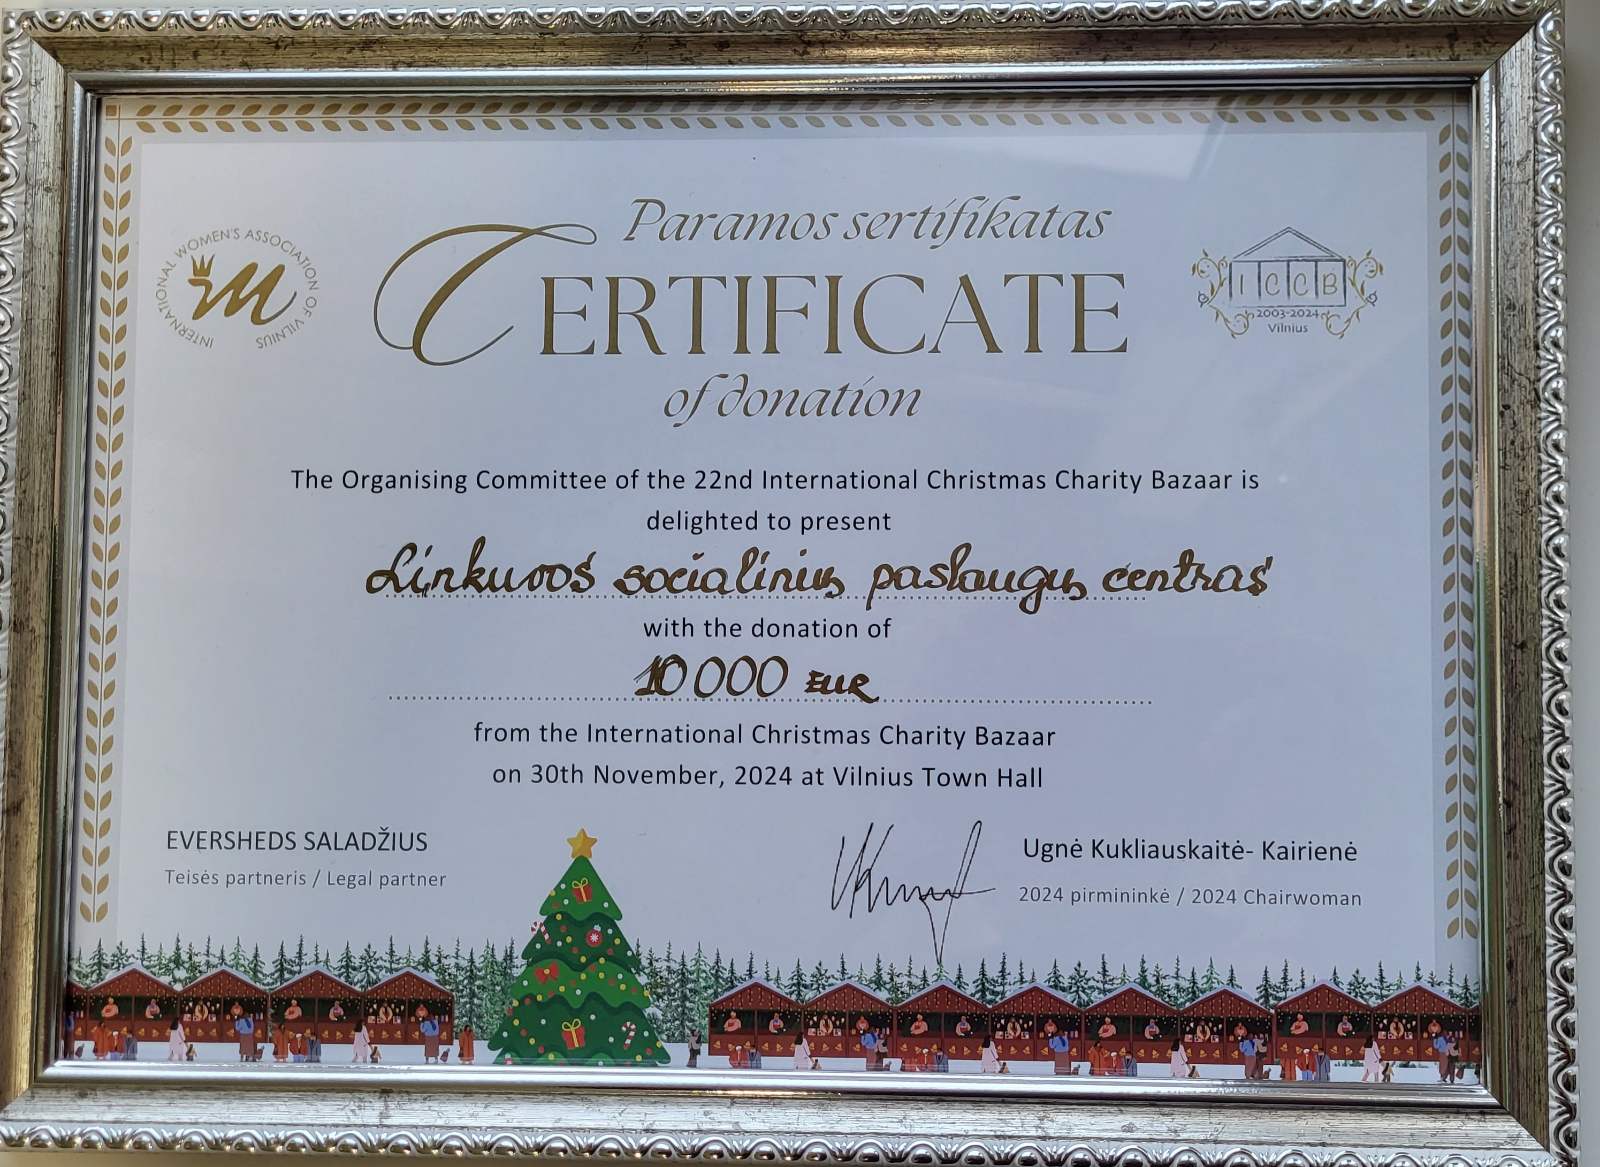 Paramos sertifikatas
CERTIFICATE
of donation
INTERNATIONAL WOMEN'S ASSOCIATION OF VILNIUS
ICCB
2003-2024
Vilnius
The Organising Committee of the 22nd International Christmas Charity Bazaar is
delighted to present
Linkuvos socialinių paslaugų centras
with the donation of
10 000 EUR
from the International Christmas Charity Bazaar
on 30th November, 2024 at Vilnius Town Hall
EVERSHEDS SALADŽIUS
Teisės partneris / Legal partner
Ugnė Kukliauskaitė- Kairienė
2024 pirmininkė / 2024 Chairwoman